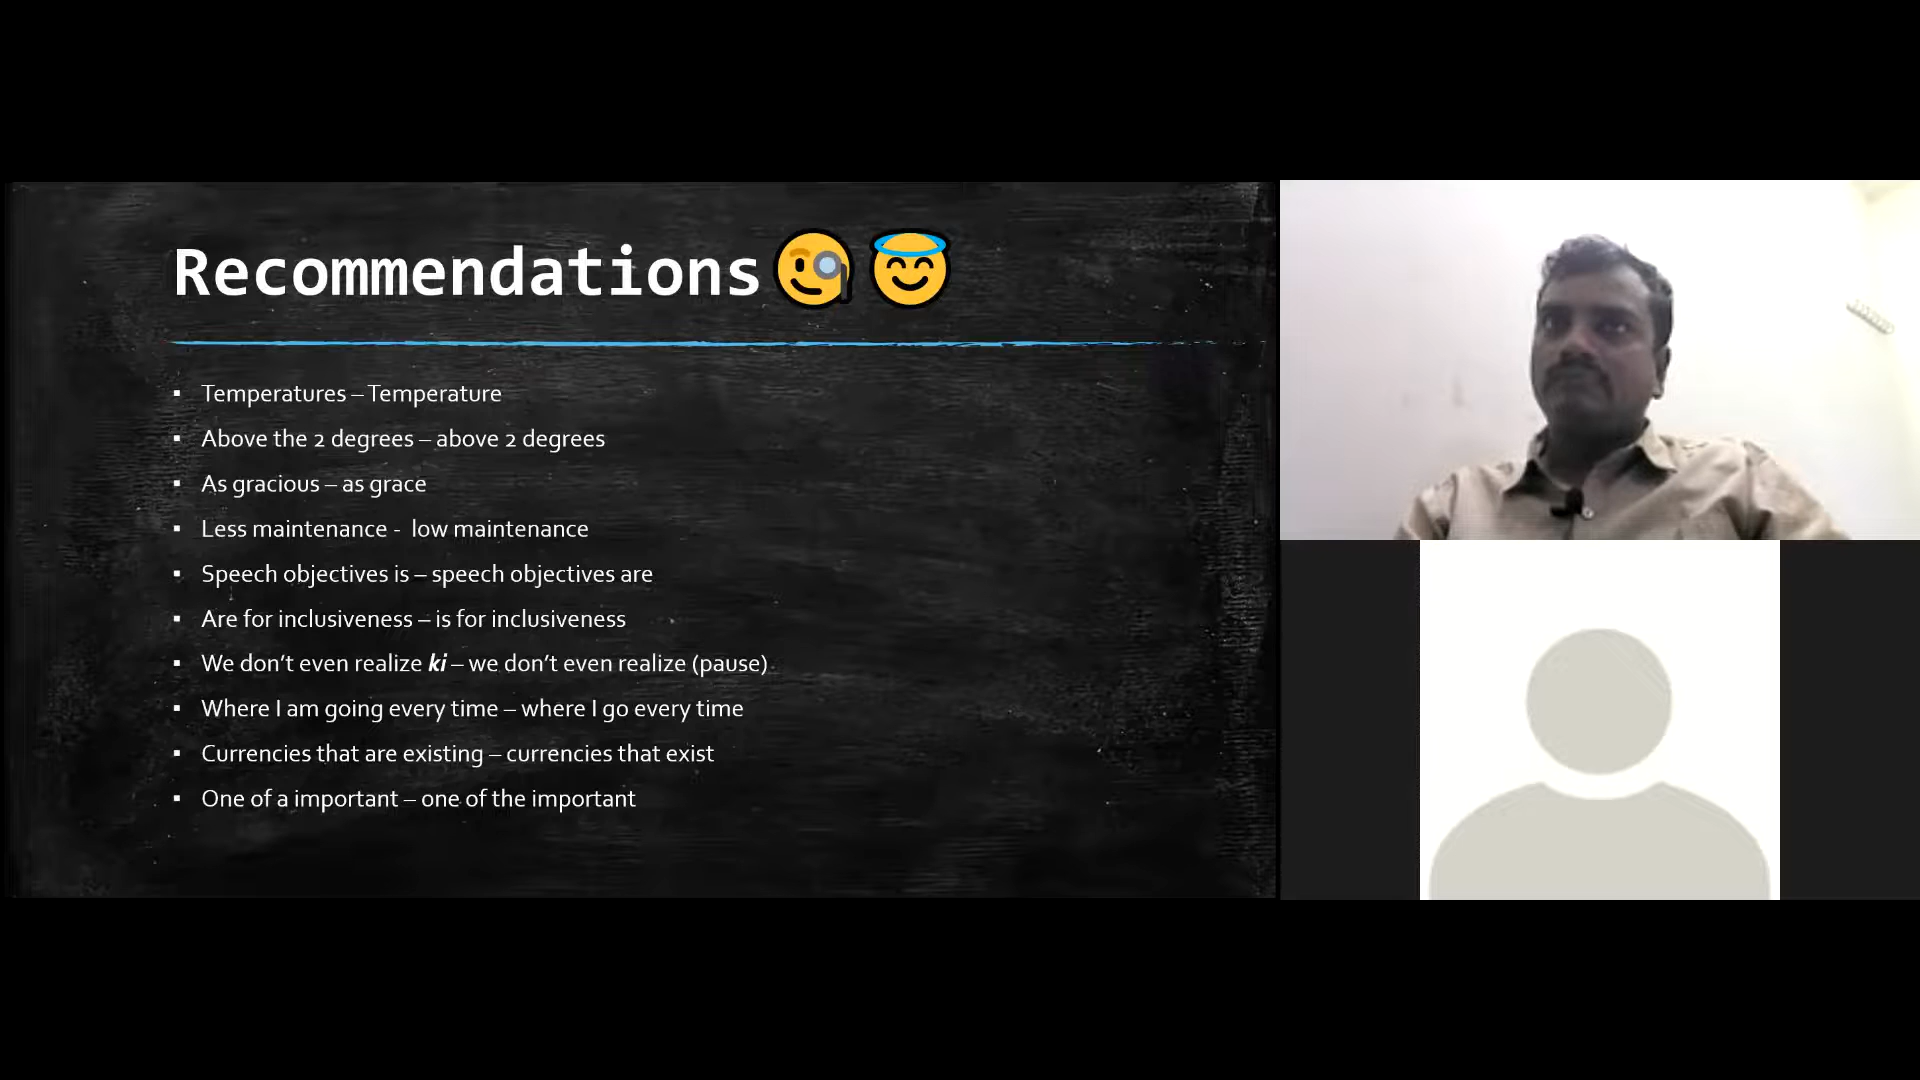 Recommendations
Temperatures – Temperature
Above the 2 degrees – above 2 degrees
As gracious – as grace
Less maintenance - low maintenance
Speech objectives is – speech objectives are
Are for inclusiveness – is for inclusiveness
We don’t even realize ki – we don’t even realize (pause)
Where I am going every time – where I go every time
Currencies that are existing – currencies that exist
One of a important – one of the important